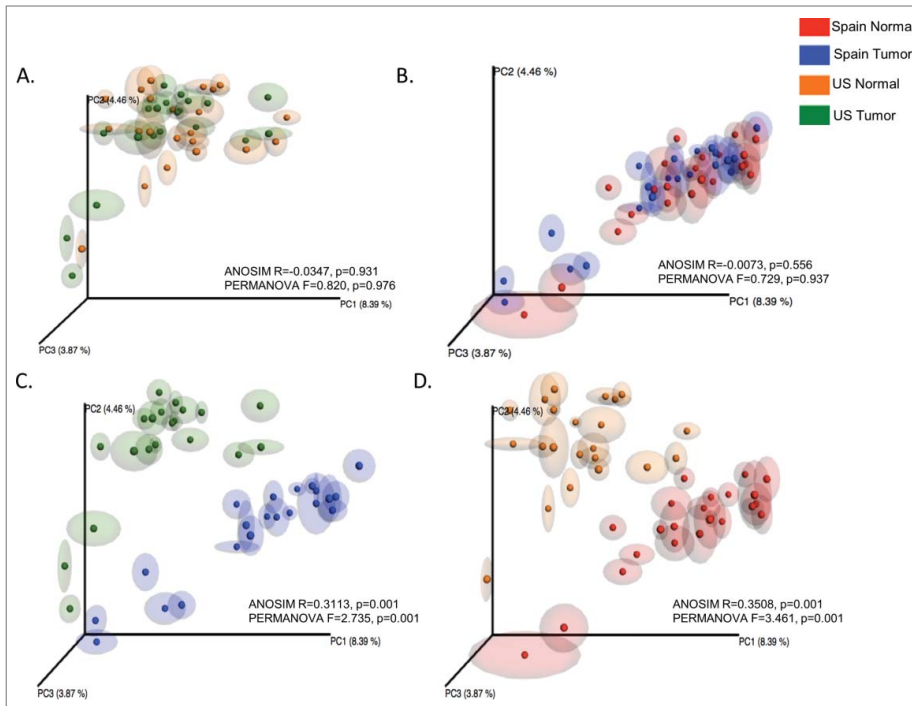 Spain Normal
Spain Tumor
US Normal
US Tumor
A.
PC2 (4.46 %)
ANOSIM R=-0.0347, p=0.931
PERMANOVA F=0.820, p=0.976
PC1 (8.39 %)
PC3 (3.87 %)
B.
PC2 (4.46 %)
ANOSIM R=-0.0073, p=0.556
PERMANOVA F=0.729, p=0.937
PC1 (8.39 %)
PC3 (3.87 %)
C.
PC2 (4.46 %)
ANOSIM R=0.3113, p=0.001
PERMANOVA F=2.735, p=0.001
PC1 (8.39 %)
PC3 (3.87 %)
D.
PC2 (4.46 %)
ANOSIM R=0.3508, p=0.001
PERMANOVA F=3.461, p=0.001
PC1 (8.39 %)
PC3 (3.87 %)